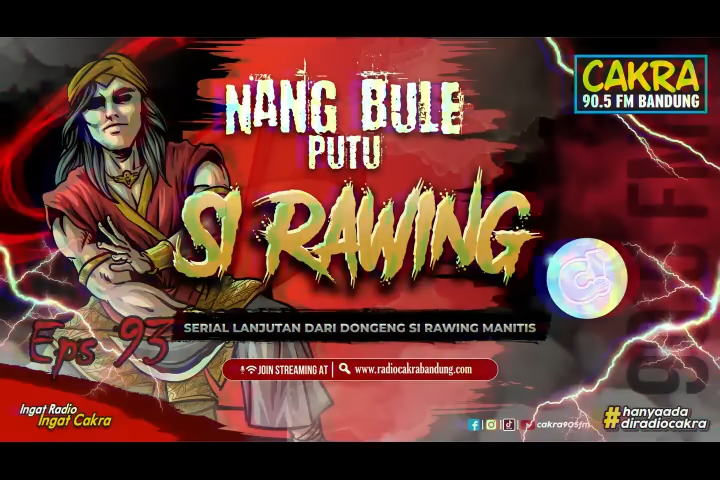 CAKRA
90.5 FM BANDUNG
NANG BULE
PUTU
SI RAWING
SERIAL LANJUTAN DARI DONGENG SI RAWING MANITIS
Eps 93
JOIN STREAMING AT | www.radiocakrabandung.com
Ingat Radio
Ingat Cakra
cakra905fm
#hanyaada
diradiocakra